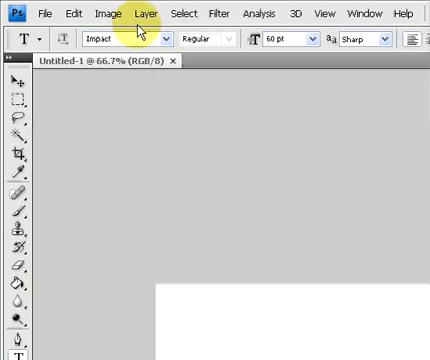 Ps File Edit Image Layer Select Filter Analysis 3D View Window Help
T T Impact Regular T 60 pt aa Sharp
Untitled-1 @ 66.7% (RGB/8) ×
T